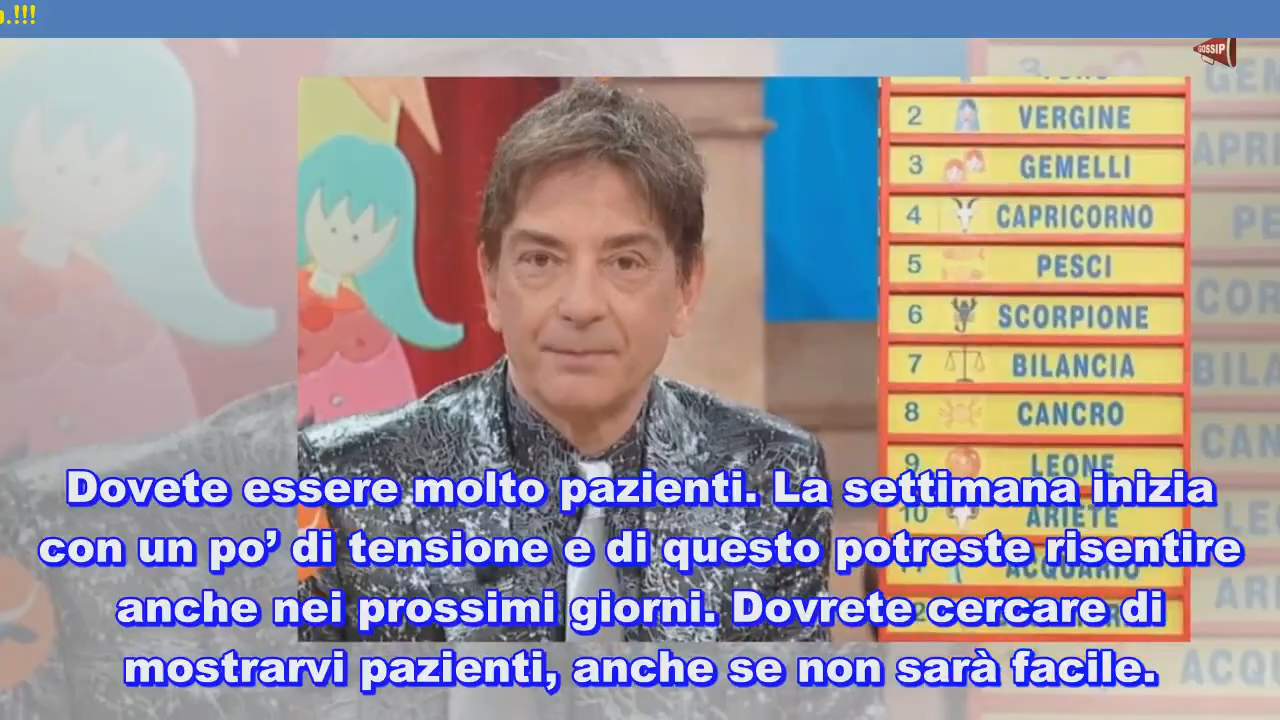 o.!!!
GOSSIP
2 VERGINE
3 GEMELLI
4 CAPRICORNO
5 PESCI
6 SCORPIONE
7 BILANCIA
8 CANCRO
9 LEONE
10 ARIETE
ACQUARIO
Dovete essere molto pazienti. La settimana inizia
con un po’ di tensione e di questo potreste risentire
anche nei prossimi giorni. Dovrete cercare di
mostrarvi pazienti, anche se non sarà facile.